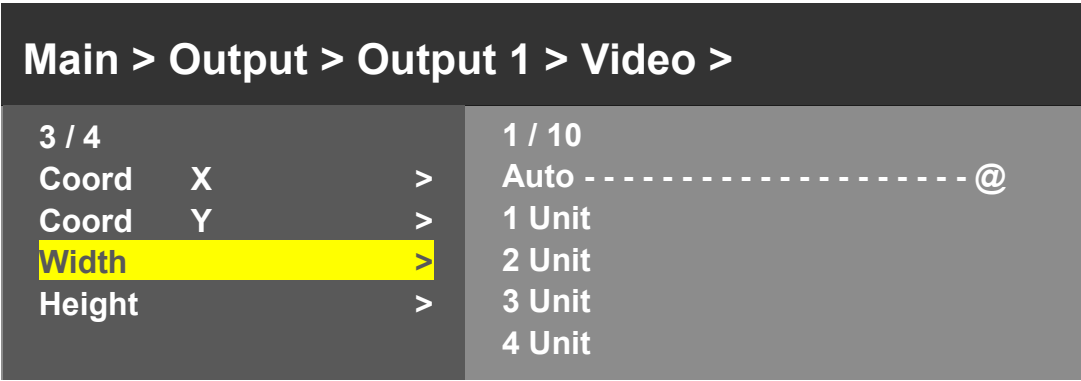 Main > Output > Output 1 > Video >
3 / 4
Coord X >
Coord Y >
Width >
Height >
1 / 10
Auto - - - - - - - - - - - - - - - - - - - - @
1 Unit
2 Unit
3 Unit
4 Unit